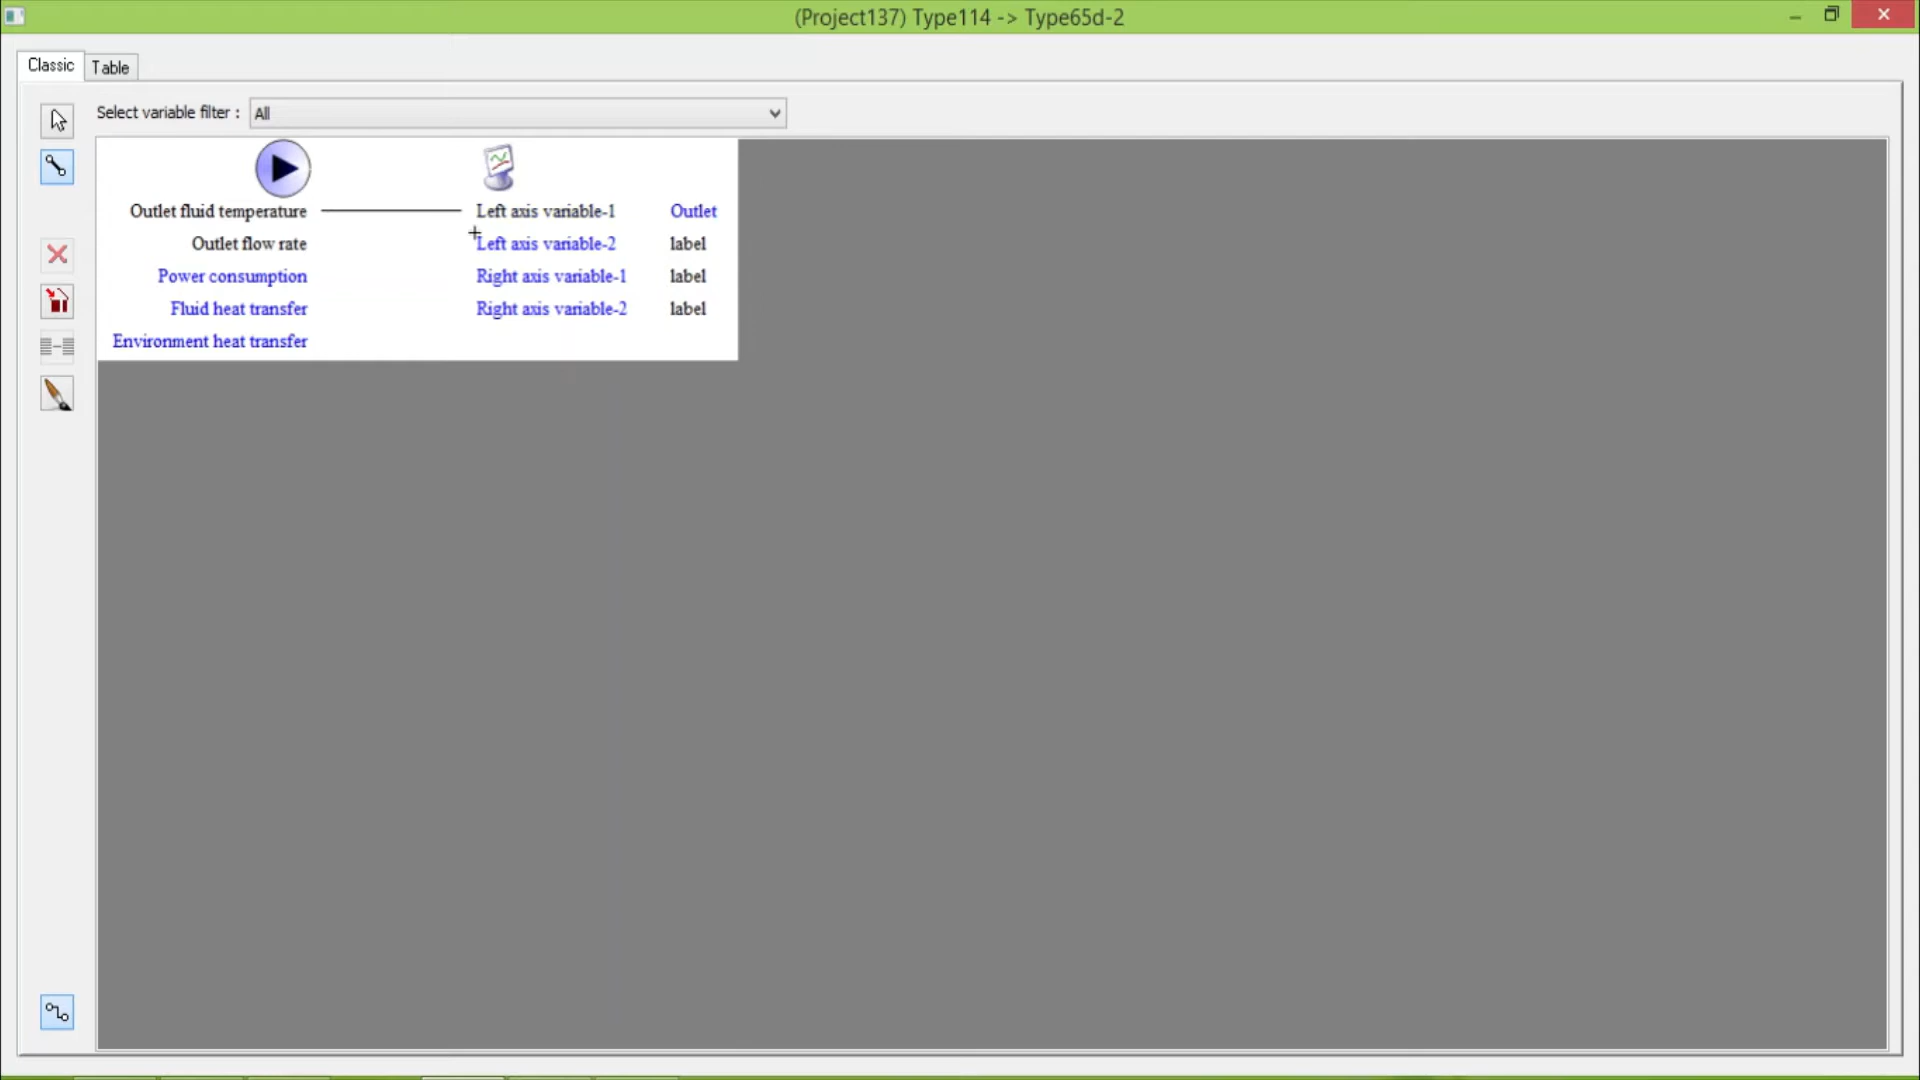 (Project137) Type114 -> Type65d-2
Classic Table
Select variable filter : All
Outlet fluid temperature Left axis variable-1 Outlet
Outlet flow rate Left axis variable-2 label
Power consumption Right axis variable-1 label
Fluid heat transfer Right axis variable-2 label
Environment heat transfer